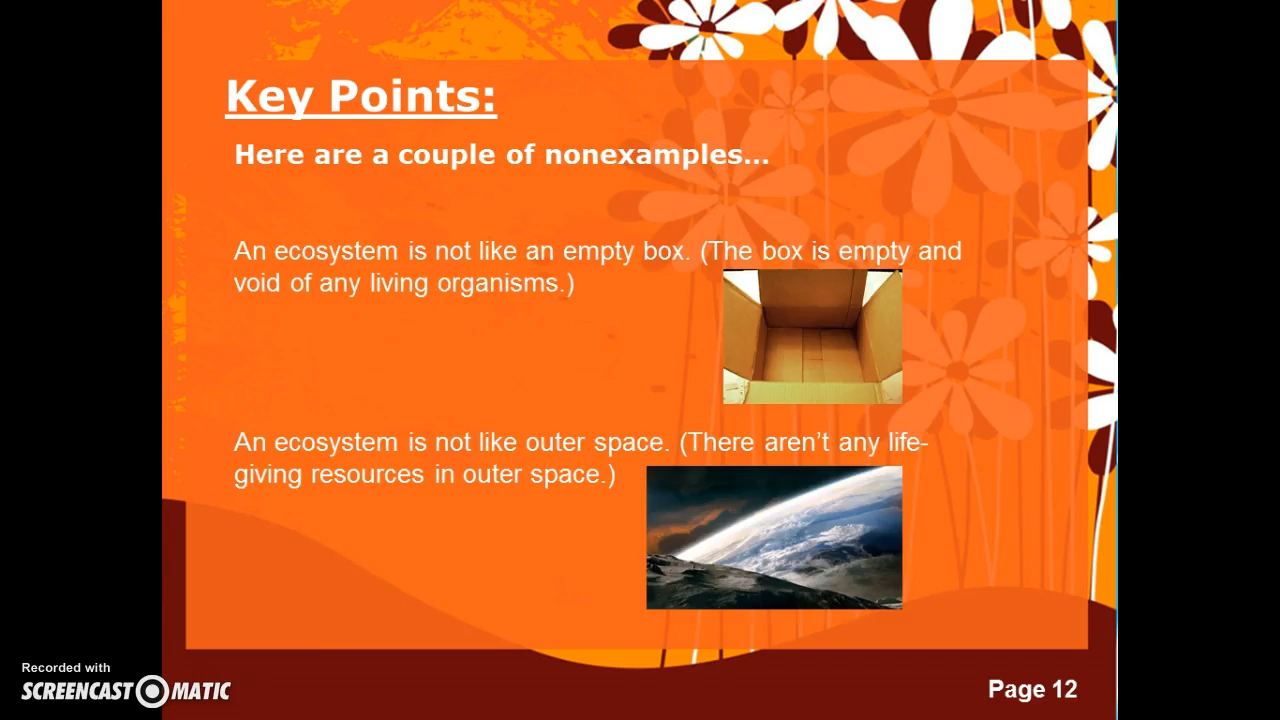 Key Points:
Here are a couple of nonexamples…
An ecosystem is not like an empty box. (The box is empty and
void of any living organisms.)
An ecosystem is not like outer space. (There aren’t any life-
giving resources in outer space.)
Recorded with
SCREENCAST MATIC
Page 12